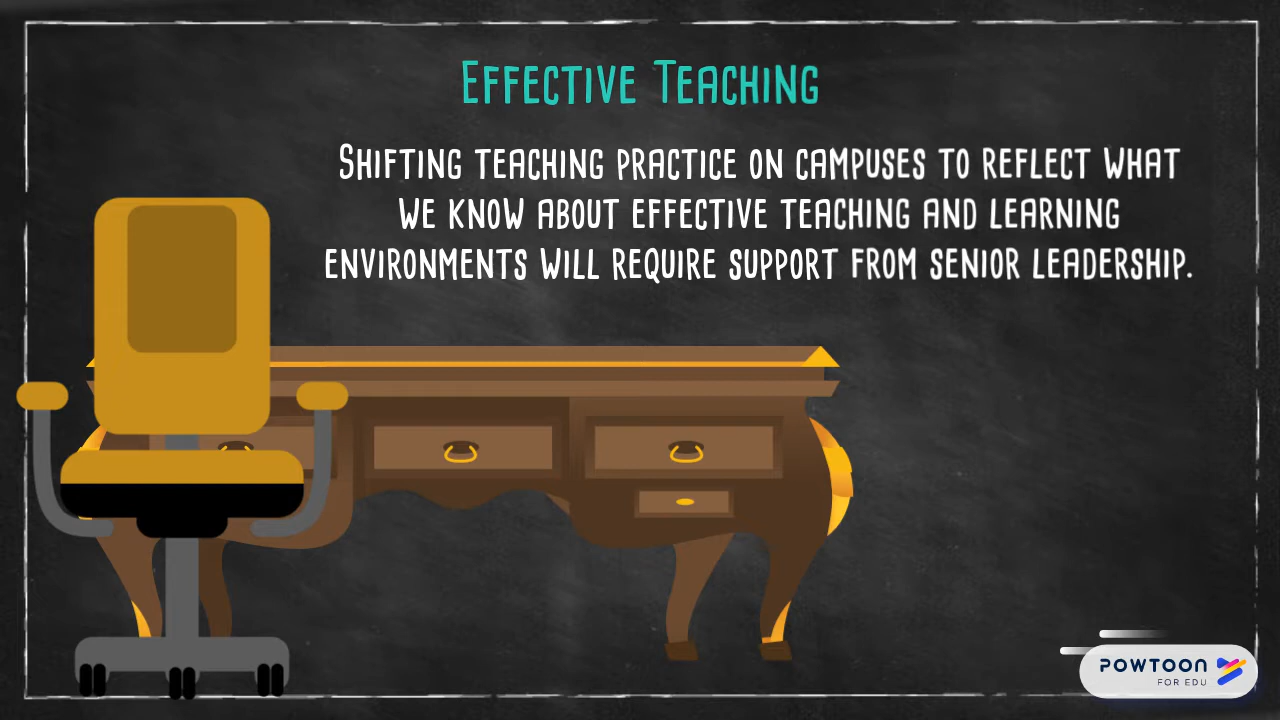 Effective Teaching
Shifting teaching practice on campuses to reflect what
we know about effective teaching and learning
environments will require support from senior leadership.
POWTOON
FOR EDU